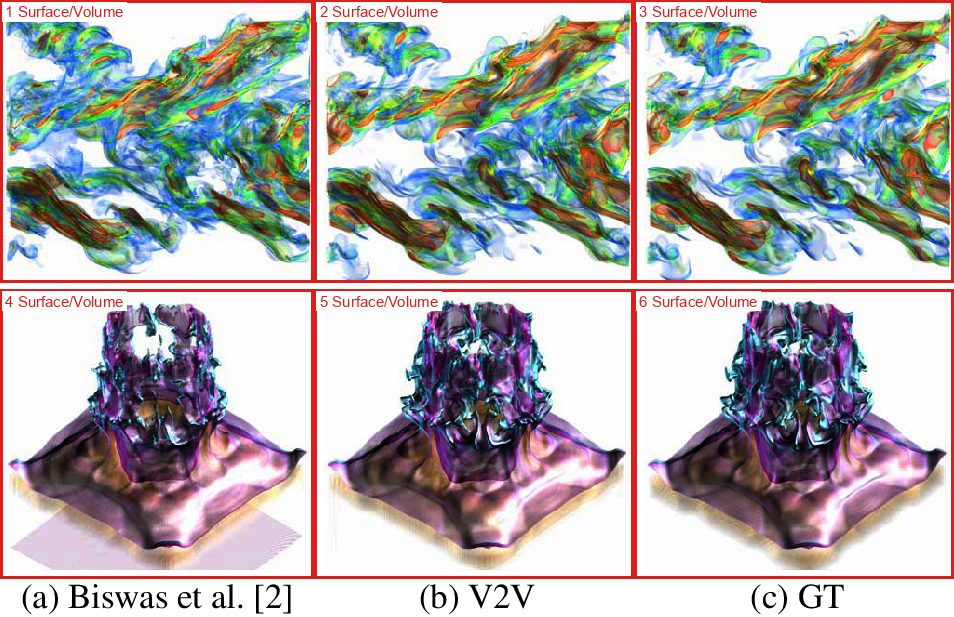 1 Surface/Volume
2 Surface/Volume
3 Surface/Volume
4 Surface/Volume
5 Surface/Volume
6 Surface/Volume
(a) Biswas et al. [2]
(b) V2V
(c) GT